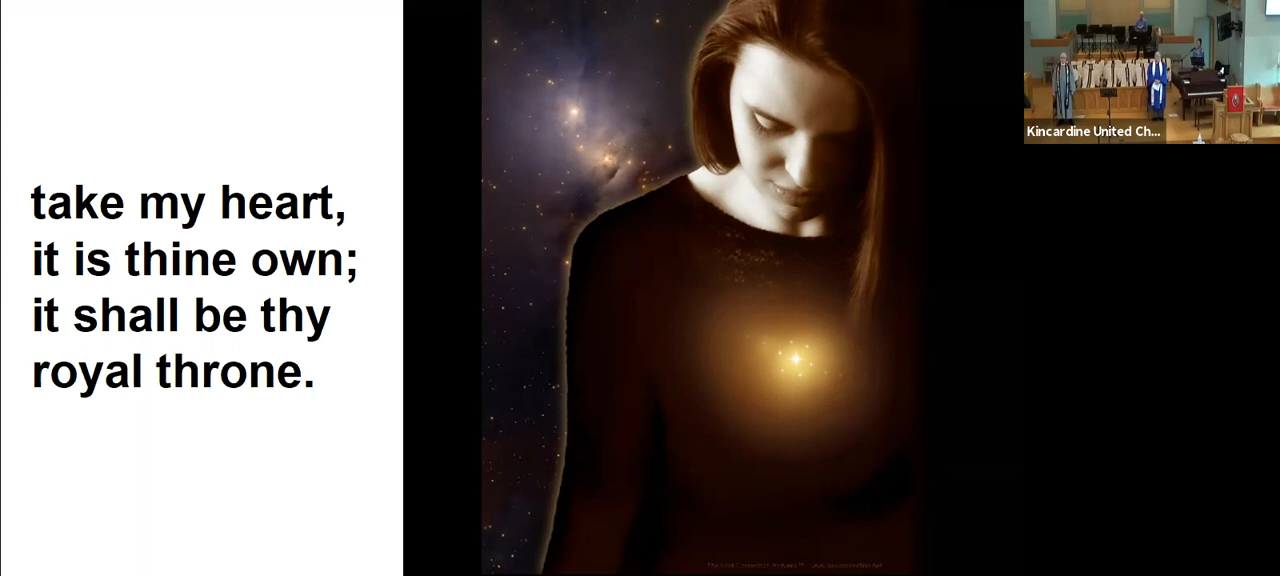 take my heart,
it is thine own;
it shall be thy
royal throne.
Kincardine United Ch...